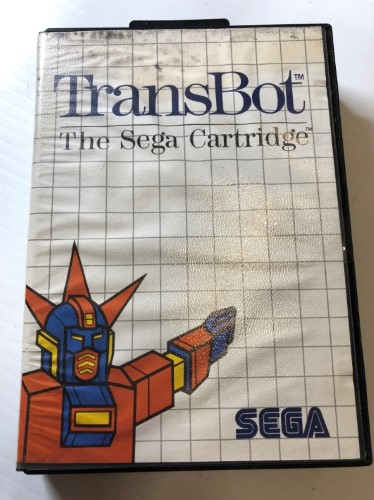 TransBot™
The Sega Cartridge™
SEGA